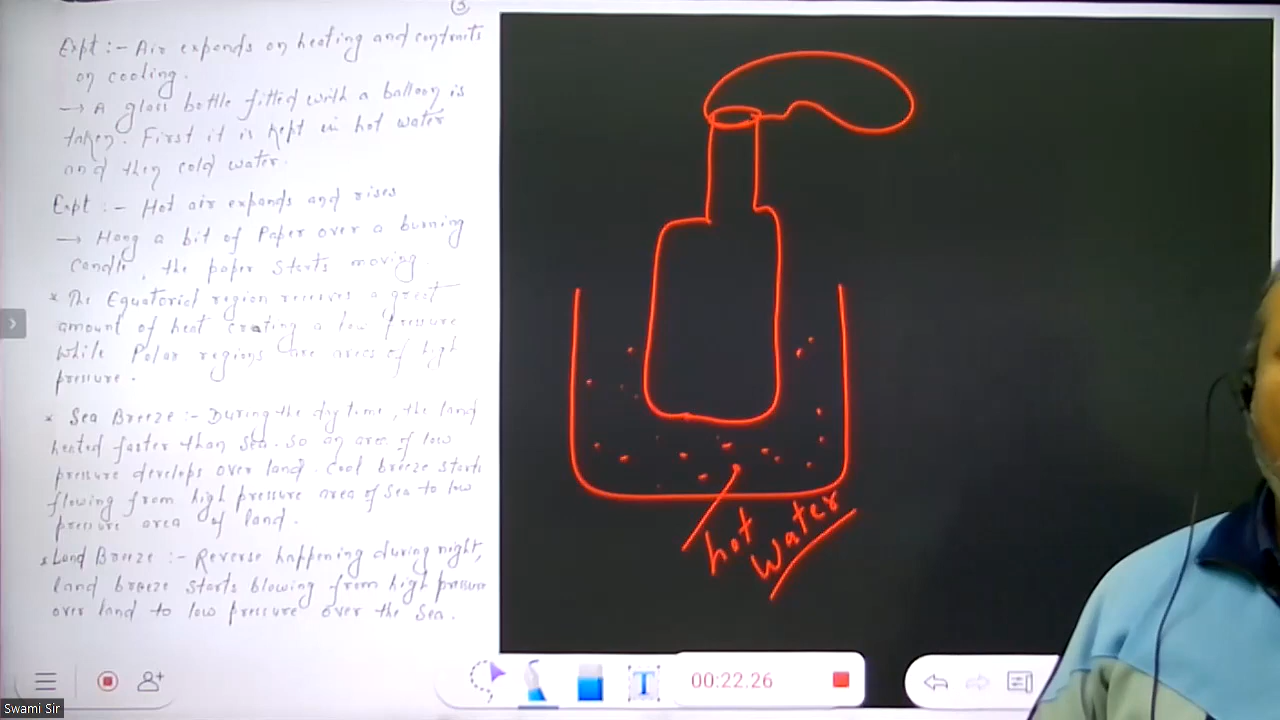 3
Expt :- Air expands on heating and contracts
on cooling.
→ A glass bottle fitted with a balloon is
taken. First it is kept in hot water
and then cold water.
Expt :- Hot air expands and rises
→ Hang a bit of Paper over a burning
candle, the paper starts moving.
* The Equatorial region receives a great
amount of heat creating a low pressure
while Polar regions are areas of high
pressure.
* Sea Breeze :- During the day time, the land
heated faster than sea. So an area of low
pressure develops over land. Cool breeze starts
flowing from high pressure area of Sea to low
pressure area of land.
* Land Breeze :- Reverse happening during night,
land breeze starts blowing from high pressure
over land to low pressure over the Sea.
hot
water
T
00:22.26
Swami Sir